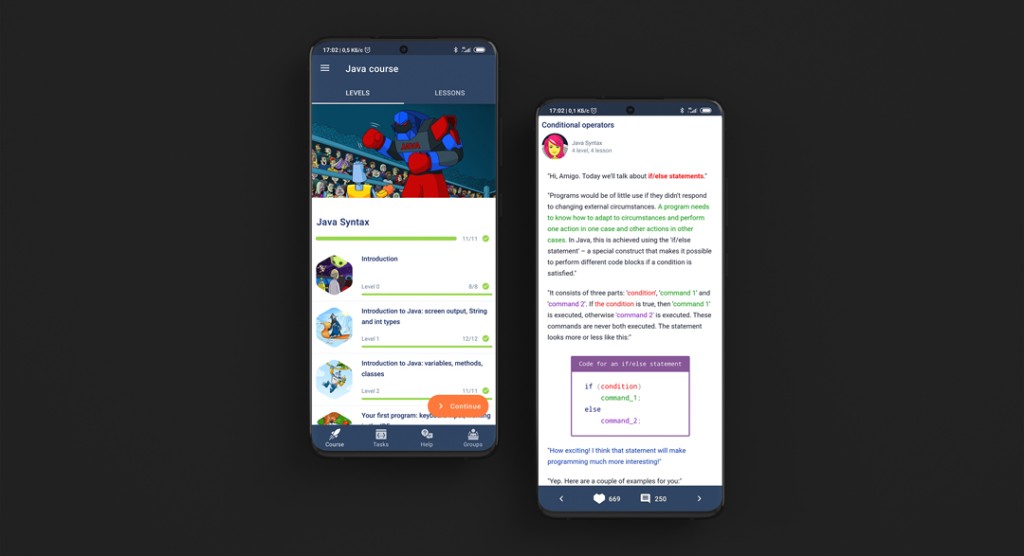 17:02 | 0,5 КБ/с
Java course
LEVELS
LESSONS
JAVA
Java Syntax
11/11
Introduction
Level 0
8/8
Introduction to Java: screen output, String
and int types
Level 1
12/12
Introduction to Java: variables, methods,
classes
Level 2
11/11
Continue
Your first program:
Course
Tasks
Help
Groups
17:02 | 0,1 КБ/с
Conditional operators
Java Syntax
4 level, 4 lesson
"Hi, Amigo. Today we'll talk about if/else statements."
"Programs would be of little use if they didn't respond
to changing external circumstances. A program needs
to know how to adapt to circumstances and perform
one action in one case and other actions in other
cases. In Java, this is achieved using the 'if/else
statement' – a special construct that makes it possible
to perform different code blocks if a condition is
satisfied."
"It consists of three parts: 'condition', 'command 1' and
'command 2'. If the condition is true, then 'command 1'
is executed, otherwise 'command 2' is executed. These
commands are never both executed. The statement
looks more or less like this:"
Code for an if/else statement
if (condition)
command_1;
else
command_2;
"How exciting! I think that statement will make
programming much more interesting!"
"Yep. Here are a couple of examples for you:"
669
250